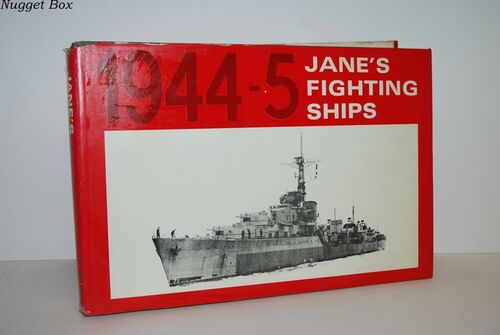 Nugget Box
1944-5
JANE'S
FIGHTING
SHIPS
JANE'S